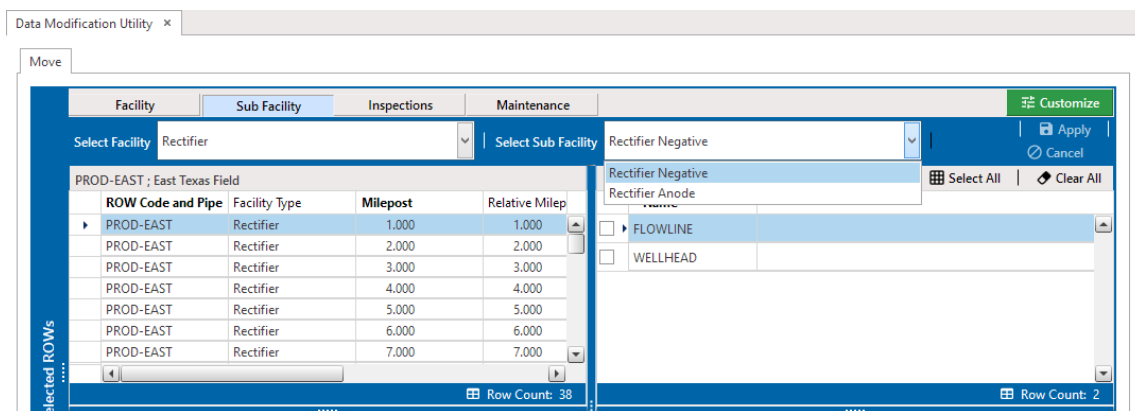 Data Modification Utility ×
Move
Facility Sub Facility Inspections Maintenance Customize
Select Facility Rectifier Select Sub Facility Rectifier Negative Apply
Cancel
Rectifier Negative
Rectifier Anode
Select All Clear All
PROD-EAST ; East Texas Field
ROW Code and Pipe Facility Type Milepost Relative Milep
PROD-EAST Rectifier 1.000 1.000
PROD-EAST Rectifier 2.000 2.000
PROD-EAST Rectifier 3.000 3.000
PROD-EAST Rectifier 4.000 4.000
PROD-EAST Rectifier 5.000 5.000
PROD-EAST Rectifier 6.000 6.000
PROD-EAST Rectifier 7.000 7.000
Row Count: 38
FLOWLINE
WELLHEAD
Row Count: 2
elected ROWs